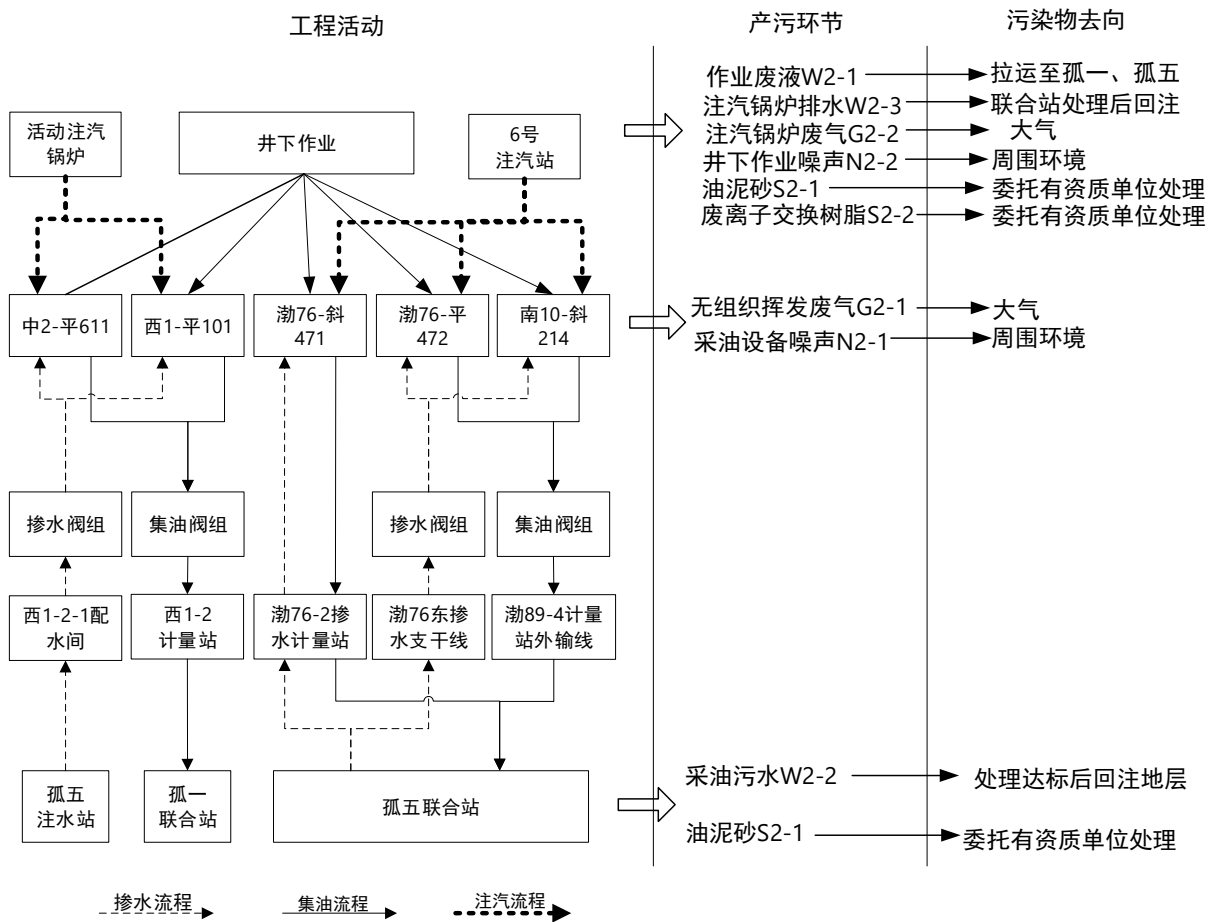 工程活动
产污环节
污染物去向
作业废液W2-1
拉运至孤一、孤五
注汽锅炉排水W2-3
联合站处理后回注
注汽锅炉废气G2-2
大气
井下作业噪声N2-2
周围环境
油泥砂S2-1
委托有资质单位处理
废离子交换树脂S2-2
委托有资质单位处理
活动注汽
锅炉
井下作业
6号
注汽站
中2-平611
西1-平101
渤76-斜
471
渤76-平
472
南10-斜
214
无组织挥发废气G2-1
大气
采油设备噪声N2-1
周围环境
掺水阀组
集油阀组
掺水阀组
集油阀组
西1-2-1配
水间
西1-2
计量站
渤76-2掺
水计量站
渤76东掺
水支干线
渤89-4计量
站外输线
孤五
注水站
孤一
联合站
孤五联合站
采油污水W2-2
处理达标后回注地层
油泥砂S2-1
委托有资质单位处理
掺水流程
集油流程
注汽流程